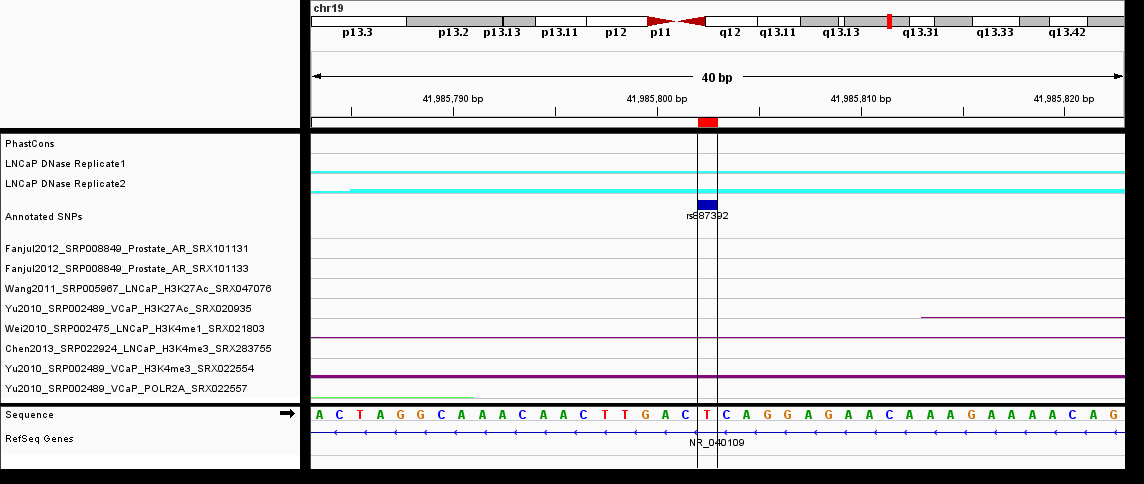 chr19
p13.3 p13.2 p13.13 p13.11 p12 p11 q12 q13.11 q13.13 q13.31 q13.33 q13.42
40 bp
41,985,790 bp 41,985,800 bp 41,985,810 bp 41,985,820 bp
PhastCons
LNCaP DNase Replicate1
LNCaP DNase Replicate2
Annotated SNPs
rs887392
Fanjul2012_SRP008849_Prostate_AR_SRX101131
Fanjul2012_SRP008849_Prostate_AR_SRX101133
Wang2011_SRP005967_LNCaP_H3K27Ac_SRX047076
Yu2010_SRP002489_VCaP_H3K27Ac_SRX020935
Wei2010_SRP002475_LNCaP_H3K4me1_SRX021803
Chen2013_SRP022924_LNCaP_H3K4me3_SRX283755
Yu2010_SRP002489_VCaP_H3K4me3_SRX022554
Yu2010_SRP002489_VCaP_POLR2A_SRX022557
Sequence A C T A G G C A A A C A A C T T G A C T C A G G A G A A C A A A G A A A A C A G
RefSeq Genes
NR_040109